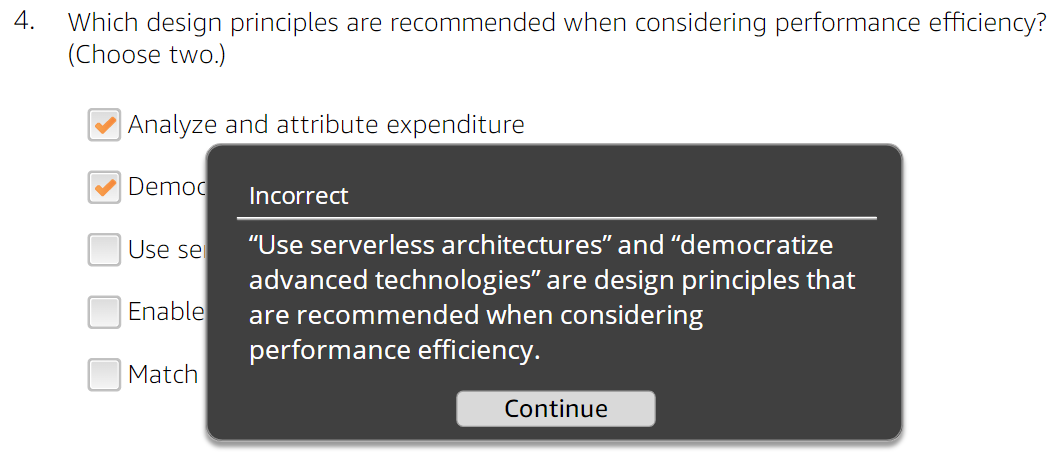 4. Which design principles are recommended when considering performance efficiency?
(Choose two.)
Analyze and attribute expenditure
Incorrect
“Use serverless architectures” and “democratize
advanced technologies” are design principles that
are recommended when considering
performance efficiency.
Continue
Democ
Use se
Enable
Match